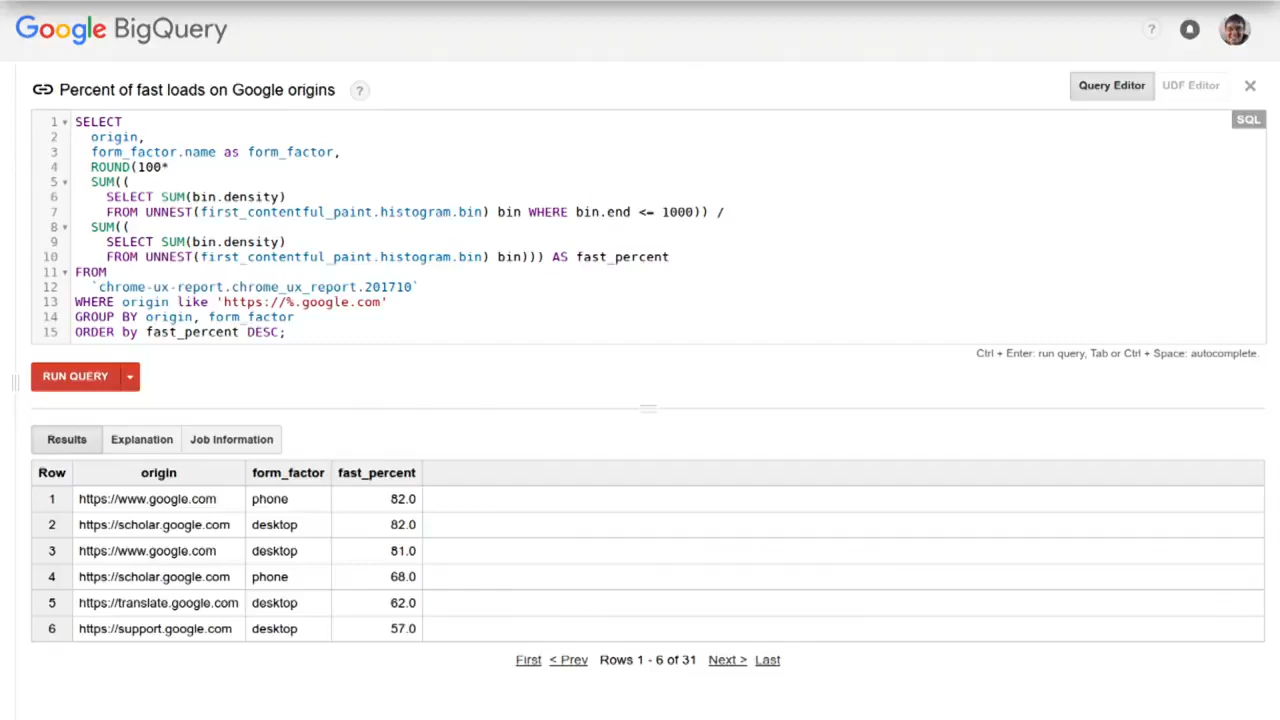 Google BigQuery
?
Percent of fast loads on Google origins ?
Query Editor UDF Editor ✕
SQL
1 SELECT
2 origin,
3 form_factor.name as form_factor,
4 ROUND(100*
5 SUM((
6 SELECT SUM(bin.density)
7 FROM UNNEST(first_contentful_paint.histogram.bin) bin WHERE bin.end <= 1000)) /
8 SUM((
9 SELECT SUM(bin.density)
10 FROM UNNEST(first_contentful_paint.histogram.bin) bin))) AS fast_percent
11 FROM
12 `chrome-ux-report.chrome_ux_report.201710`
13 WHERE origin like 'https://%.google.com'
14 GROUP BY origin, form_factor
15 ORDER by fast_percent DESC;
Ctrl + Enter: run query, Tab or Ctrl + Space: autocomplete.
RUN QUERY
Results Explanation Job Information
Row origin form_factor fast_percent
1 https://www.google.com phone 82.0
2 https://scholar.google.com desktop 82.0
3 https://www.google.com desktop 81.0
4 https://scholar.google.com phone 68.0
5 https://translate.google.com desktop 62.0
6 https://support.google.com desktop 57.0
First < Prev Rows 1 - 6 of 31 Next > Last